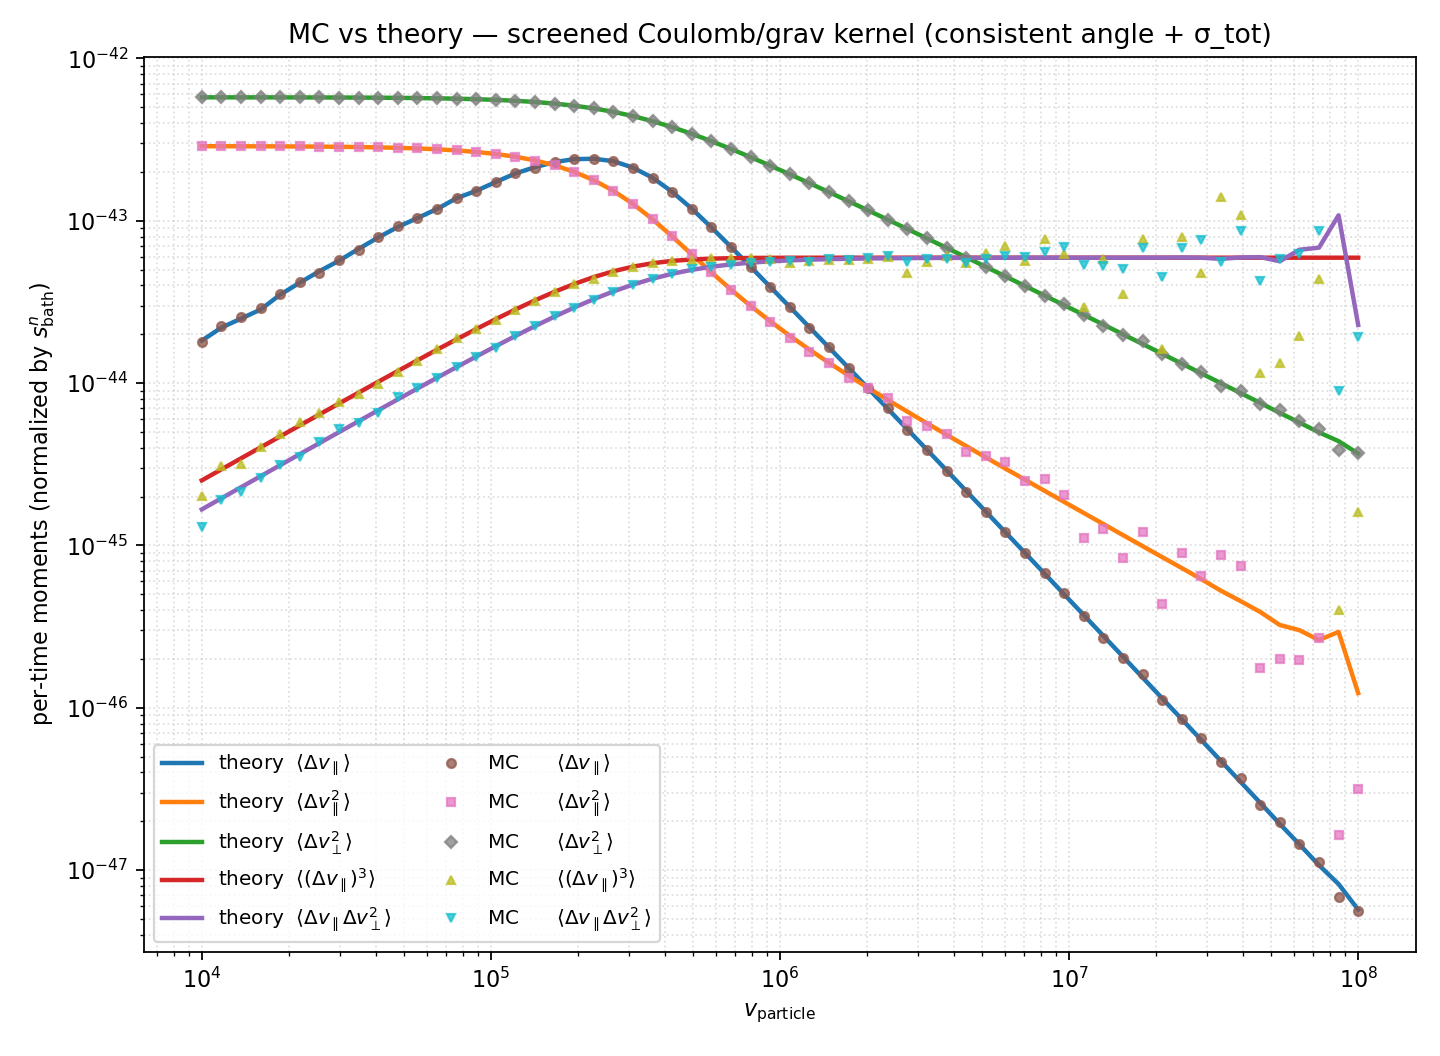 MC vs theory — screened Coulomb/grav kernel (consistent angle + σ_tot)
per-time moments (normalized by s^n_bath)
10^−42
10^−43
10^−44
10^−45
10^−46
10^−47
theory ⟨Δv_∥⟩
theory ⟨Δv_∥^2⟩
theory ⟨Δv_⊥^2⟩
theory ⟨(Δv_∥)^3⟩
theory ⟨Δv_∥Δv_⊥^2⟩
MC ⟨Δv_∥⟩
MC ⟨Δv_∥^2⟩
MC ⟨Δv_⊥^2⟩
MC ⟨(Δv_∥)^3⟩
MC ⟨Δv_∥Δv_⊥^2⟩
10^4
10^5
10^6
10^7
10^8
v_particle